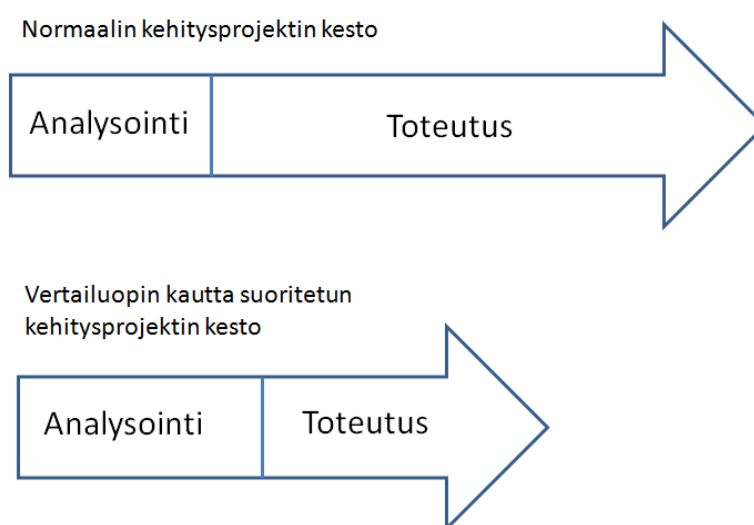 Normaalin kehitysprojektin kesto
Analysointi
Toteutus
Vertailuopin kautta suoritetun
kehitysprojektin kesto
Analysointi
Toteutus